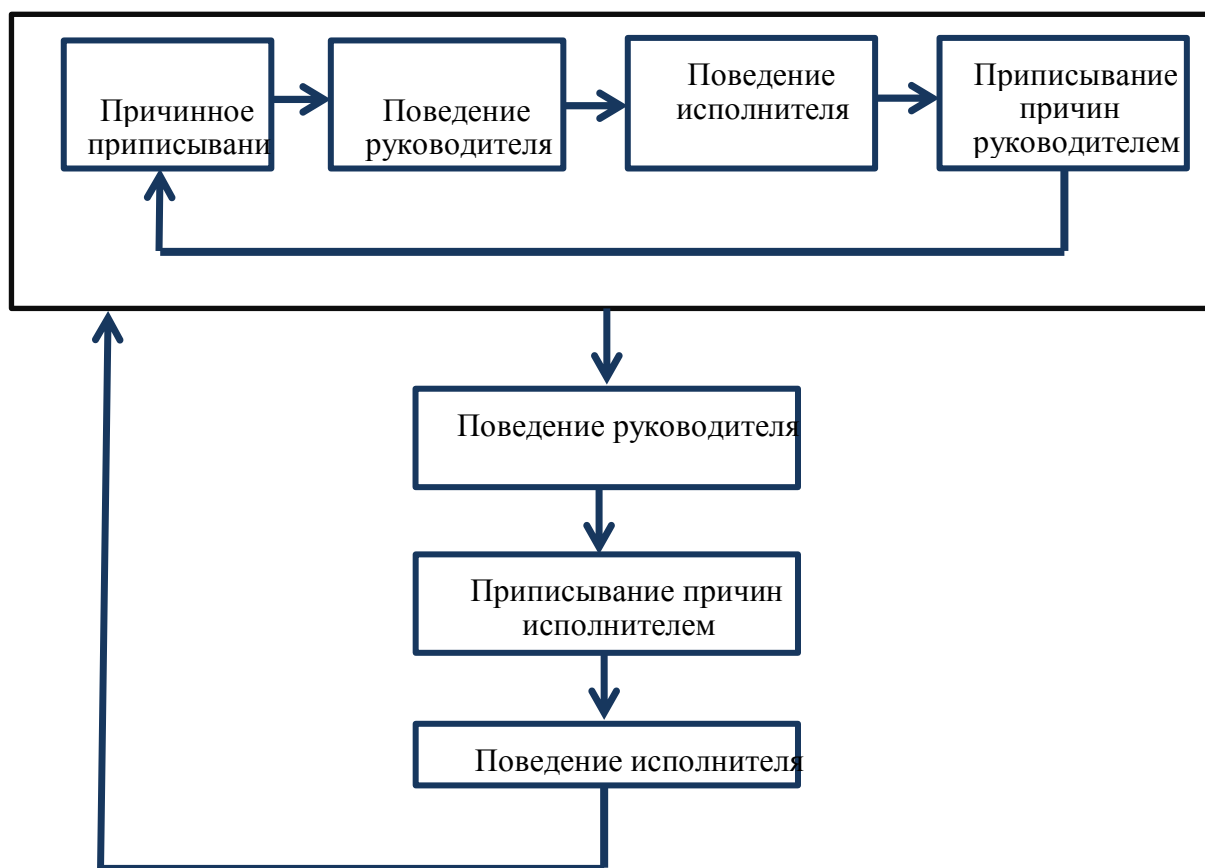 Причинное
приписывани
Поведение
руководителя
Поведение
исполнителя
Приписывание
причин
руководителем
Поведение руководителя
Приписывание причин
исполнителем
Поведение исполнителя